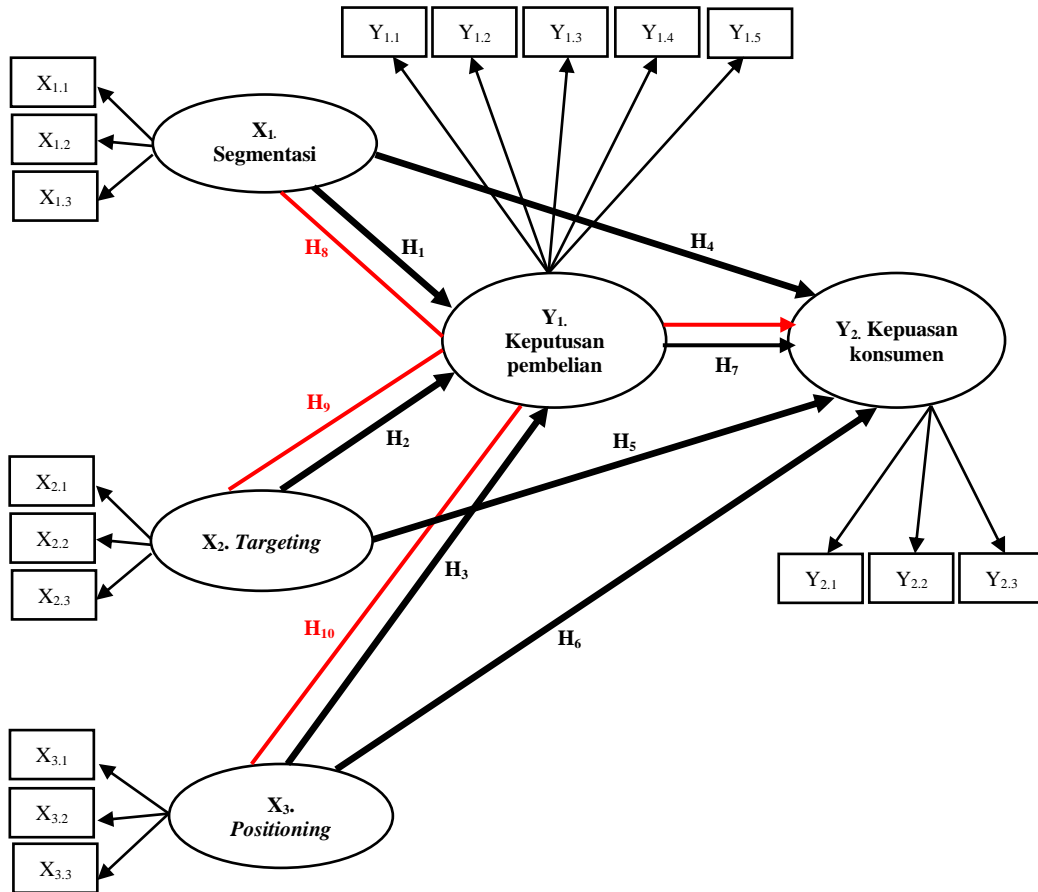 Y1.1
Y1.2
Y1.3
Y1.4
Y1.5
X1.1
X1.2
X1.3
X1.
Segmentasi
H8
H1
H4
Y1.
Keputusan
pembelian
Y2. Kepuasan
konsumen
H7
H9
H2
H5
X2.1
X2.2
X2.3
X2. Targeting
H3
Y2.1
Y2.2
Y2.3
H10
H6
X3.1
X3.2
X3.3
X3.
Positioning